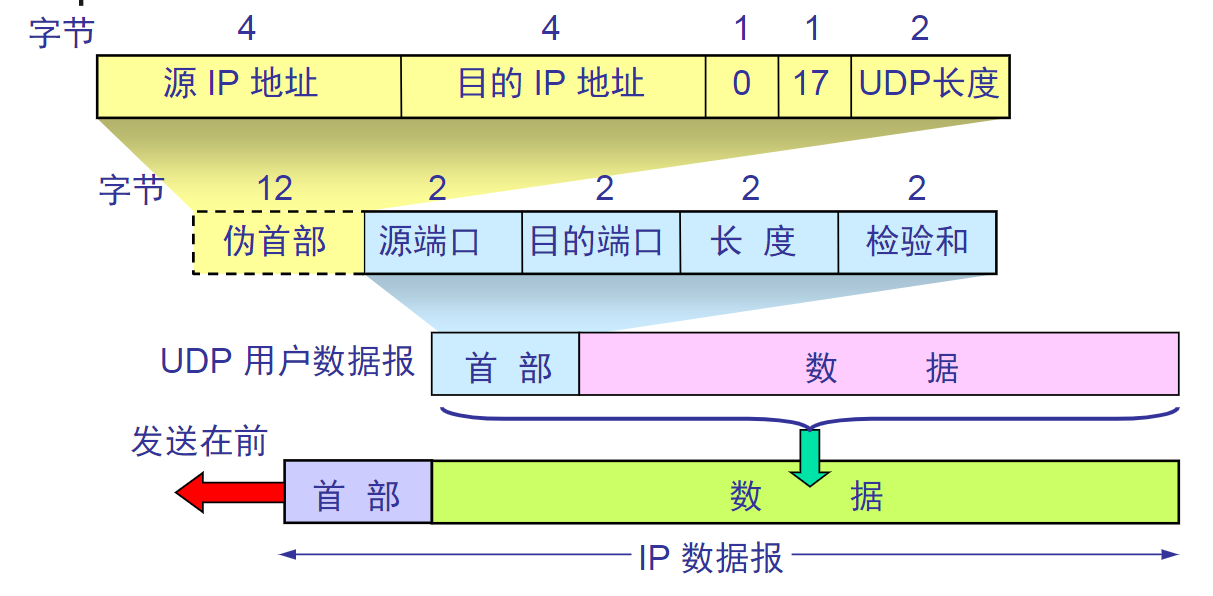 字节 4 4 1 1 2
源 IP 地址 目的 IP 地址 0 17 UDP长度
字节 12 2 2 2 2
伪首部 源端口 目的端口 长 度 检验和
UDP 用户数据报 首 部 数 据
发送在前
首 部 数 据
IP 数据报